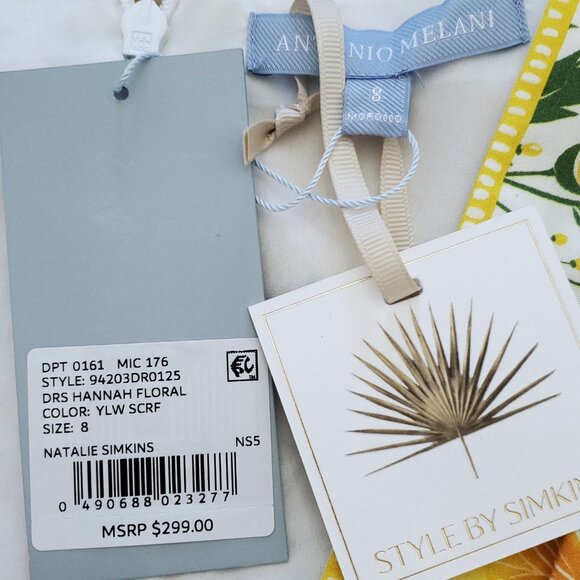 ANTONIO MELANI
8
MOROCCO
DPT 0161 MIC 176
STYLE: 94203DR0125
DRS HANNAH FLORAL
COLOR: YLW SCRF
SIZE: 8
NATALIE SIMKINS NS5
0 490688 023277
MSRP $299.00
STYLE BY SIMKIN